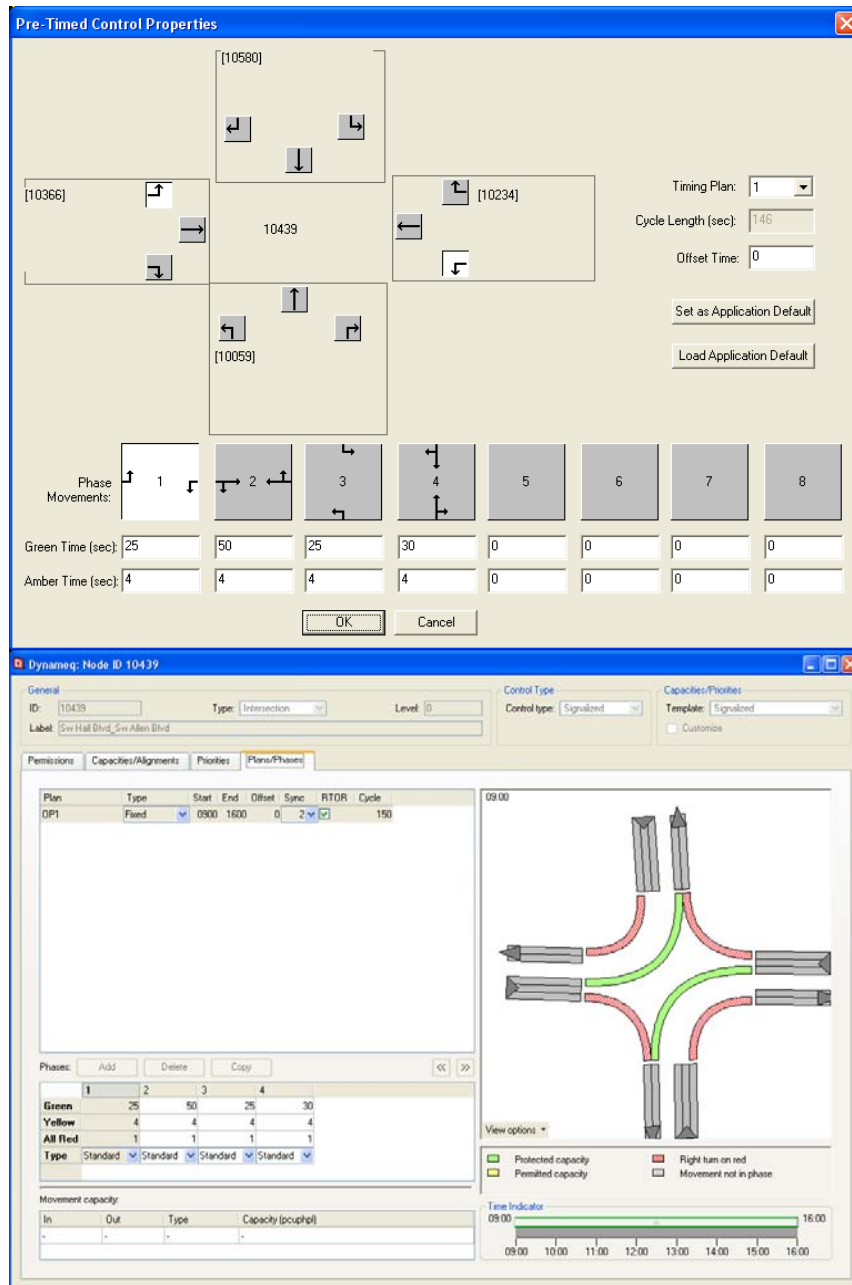 Pre-Timed Control Properties
[10580]
[10366]
[10234]
10439
[10059]
Timing Plan: 1
Cycle Length (sec): 146
Offset Time: 0
Set as Application Default
Load Application Default
Phase Movements: 1 2 3 4 5 6 7 8
Green Time (sec): 25 50 25 30 0 0 0 0
Amber Time (sec): 4 4 4 4 0 0 0 0
OK Cancel
Dynameq: Node ID 10439
General Control Type Capacities/Priorities
ID: 10439 Type: Intersection Level: 0 Control type: Signalized Template: Signalized
Label: Sw Hall Blvd_Sw Allen Blvd Customize
Permissions Capacities/Alignments Priorities Plans/Phases
Plan Type Start End Offset Sync RTOR Cycle
OP1 Fixed 0900 1600 0 2 150
09:00
Phases: Add Delete Copy << >>
1 2 3 4
Green 25 50 25 30
Yellow 4 4 4 4
All Red 1 1 1 1
Type Standard Standard Standard Standard
View options
Protected capacity Right turn on red
Permitted capacity Movement not in phase
Movement capacity:
In Out Type Capacity (pcuphpl)
- - - -
Time Indicator
09:00 16:00
09:00 10:00 11:00 12:00 13:00 14:00 15:00 16:00